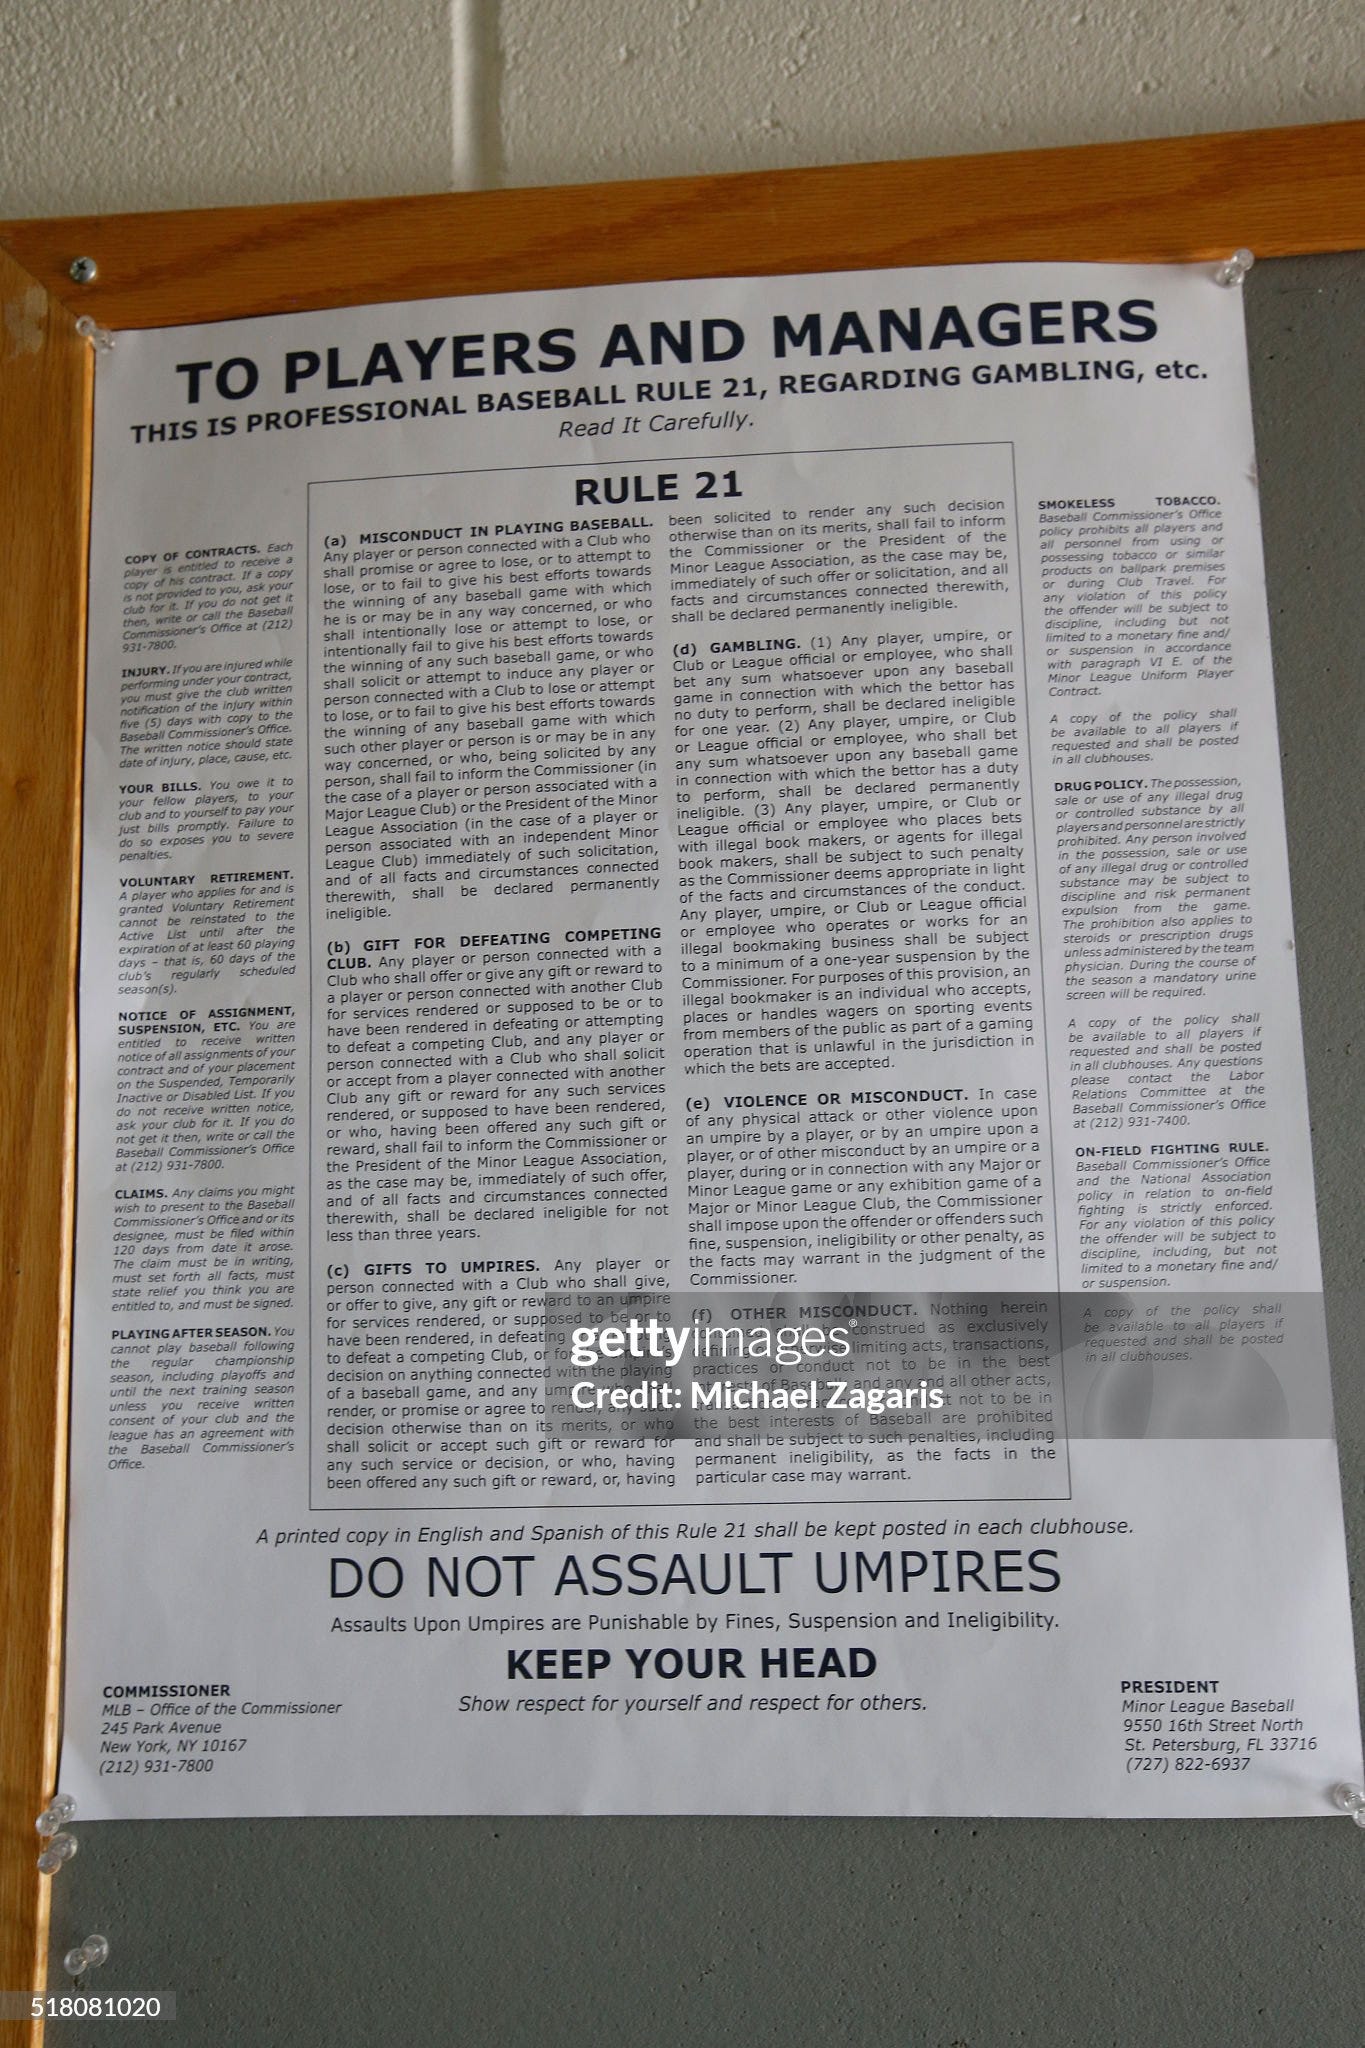 TO PLAYERS AND MANAGERS
THIS IS PROFESSIONAL BASEBALL RULE 21, REGARDING GAMBLING, etc.
Read It Carefully.
COPY OF CONTRACTS. Each
player is entitled to receive a
copy of his contract. If a copy
is not provided to you, ask your
club for it. If you do not get it
then, write or call the Baseball
Commissioner's Office at (212)
931-7800.
INJURY. If you are injured while
performing under your contract,
you must give the club written
notification of the injury within
five (5) days with copy to the
Baseball Commissioner's Office.
The written notice should state
date of injury, place, cause, etc.
YOUR BILLS. You owe it to
your fellow players, to your
club and to yourself to pay your
just bills promptly. Failure to
do so exposes you to severe
penalties.
VOLUNTARY RETIREMENT.
A player who applies for and is
granted Voluntary Retirement
cannot be reinstated to the
Active List until after the
expiration of at least 60 playing
days – that is, 60 days of the
club's regularly scheduled
season(s).
NOTICE OF ASSIGNMENT,
SUSPENSION, ETC. You are
entitled to receive written
notice of all assignments of your
contract and of your placement
on the Suspended, Temporarily
Inactive or Disabled List. If you
do not receive written notice,
ask your club for it. If you do
not get it then, write or call the
Baseball Commissioner's Office
at (212) 931-7800.
CLAIMS. Any claims you might
wish to present to the Baseball
Commissioner's Office and or its
designee, must be filed within
120 days from date it arose.
The claim must be in writing,
must set forth all facts, must
state relief you think you are
entitled to, and must be signed.
PLAYING AFTER SEASON. You
cannot play baseball following
the regular championship
season, including playoffs and
until the next training season
unless you receive written
consent of your club and the
league has an agreement with
the Baseball Commissioner's
Office.
RULE 21
(a) MISCONDUCT IN PLAYING BASEBALL.
Any player or person connected with a Club who
shall promise or agree to lose, or to attempt to
lose, or to fail to give his best efforts towards
the winning of any baseball game with which
he is or may be in any way concerned, or who
shall intentionally lose or attempt to lose, or
intentionally fail to give his best efforts towards
the winning of any such baseball game, or who
shall solicit or attempt to induce any player or
person connected with a Club to lose or attempt
to lose, or to fail to give his best efforts towards
the winning of any baseball game with which
such other player or person is or may be in any
way concerned, or who, being solicited by any
person, shall fail to inform the Commissioner (in
the case of a player or person associated with a
Major League Club) or the President of the Minor
League Association (in the case of a player or
person associated with an independent Minor
League Club) immediately of such solicitation,
and of all facts and circumstances connected
therewith, shall be declared permanently
ineligible.
(b) GIFT FOR DEFEATING COMPETING
CLUB. Any player or person connected with a
Club who shall offer or give any gift or reward to
a player or person connected with another Club
for services rendered or supposed to be or to
have been rendered in defeating or attempting
to defeat a competing Club, and any player or
person connected with a Club who shall solicit
or accept from a player connected with another
Club any gift or reward for any such services
rendered, or supposed to have been rendered,
or who, having been offered any such gift or
reward, shall fail to inform the Commissioner or
the President of the Minor League Association,
as the case may be, immediately of such offer,
and of all facts and circumstances connected
therewith, shall be declared ineligible for not
less than three years.
(c) GIFTS TO UMPIRES. Any player or
person connected with a Club who shall give,
or offer to give, any gift or reward to an umpire
for services rendered, or supposed to be or to
have been rendered, in defeating
to defeat a competing Club, or for
decision on anything connected with the playing
of a baseball game, and any umpire
render, or promise or agree to render, any such
decision otherwise than on its merits, or who
shall solicit or accept such gift or reward for
any such service or decision, or who, having
been offered any such gift or reward, or, having
been solicited to render any such decision
otherwise than on its merits, shall fail to inform
the Commissioner or the President of the
Minor League Association, as the case may be,
immediately of such offer or solicitation, and all
facts and circumstances connected therewith,
shall be declared permanently ineligible.
(d) GAMBLING. (1) Any player, umpire, or
Club or League official or employee, who shall
bet any sum whatsoever upon any baseball
game in connection with which the bettor has
no duty to perform, shall be declared ineligible
for one year. (2) Any player, umpire, or Club
or League official or employee, who shall bet
any sum whatsoever upon any baseball game
in connection with which the bettor has a duty
to perform, shall be declared permanently
ineligible. (3) Any player, umpire, or Club or
League official or employee who places bets
with illegal book makers, or agents for illegal
book makers, shall be subject to such penalty
as the Commissioner deems appropriate in light
of the facts and circumstances of the conduct.
Any player, umpire, or Club or League official
or employee who operates or works for an
illegal bookmaking business shall be subject
to a minimum of a one-year suspension by the
Commissioner. For purposes of this provision, an
illegal bookmaker is an individual who accepts,
places or handles wagers on sporting events
from members of the public as part of a gaming
operation that is unlawful in the jurisdiction in
which the bets are accepted.
(e) VIOLENCE OR MISCONDUCT. In case
of any physical attack or other violence upon
an umpire by a player, or by an umpire upon a
player, or of other misconduct by an umpire or a
player, during or in connection with any Major or
Minor League game or any exhibition game of a
Major or Minor League Club, the Commissioner
shall impose upon the offender or offenders such
fine, suspension, ineligibility or other penalty, as
the facts may warrant in the judgment of the
Commissioner.
(f) OTHER MISCONDUCT. Nothing herein
construed as exclusively
limiting acts, transactions,
practices or conduct not to be in the best
of Baseball, and any and all other acts,
not to be in
the best interests of Baseball are prohibited
and shall be subject to such penalties, including
permanent ineligibility, as the facts in the
particular case may warrant.
SMOKELESS TOBACCO.
Baseball Commissioner's Office
policy prohibits all players and
all personnel from using or
possessing tobacco or similar
products on ballpark premises
or during Club Travel. For
any violation of this policy
the offender will be subject to
discipline, including but not
limited to a monetary fine and/
or suspension in accordance
with paragraph VI E. of the
Minor League Uniform Player
Contract.
A copy of the policy shall
be available to all players if
requested and shall be posted
in all clubhouses.
DRUG POLICY. The possession,
sale or use of any illegal drug
or controlled substance by all
players and personnel are strictly
prohibited. Any person involved
in the possession, sale or use
of any illegal drug or controlled
substance may be subject to
discipline and risk permanent
expulsion from the game.
The prohibition also applies to
steroids or prescription drugs
unless administered by the team
physician. During the course of
the season a mandatory urine
screen will be required.
A copy of the policy shall
be available to all players if
requested and shall be posted
in all clubhouses. Any questions
please contact the Labor
Relations Committee at the
Baseball Commissioner's Office
at (212) 931-7400.
ON-FIELD FIGHTING RULE.
Baseball Commissioner's Office
and the National Association
policy in relation to on-field
fighting is strictly enforced.
For any violation of this policy
the offender will be subject to
discipline, including, but not
limited to a monetary fine and/
or suspension.
A copy of the policy shall
be available to all players if
requested and shall be posted
in all clubhouses.
gettyimages®
Credit: Michael Zagaris
A printed copy in English and Spanish of this Rule 21 shall be kept posted in each clubhouse.
DO NOT ASSAULT UMPIRES
Assaults Upon Umpires are Punishable by Fines, Suspension and Ineligibility.
KEEP YOUR HEAD
Show respect for yourself and respect for others.
COMMISSIONER
MLB – Office of the Commissioner
245 Park Avenue
New York, NY 10167
(212) 931-7800
PRESIDENT
Minor League Baseball
9550 16th Street North
St. Petersburg, FL 33716
(727) 822-6937
518081020